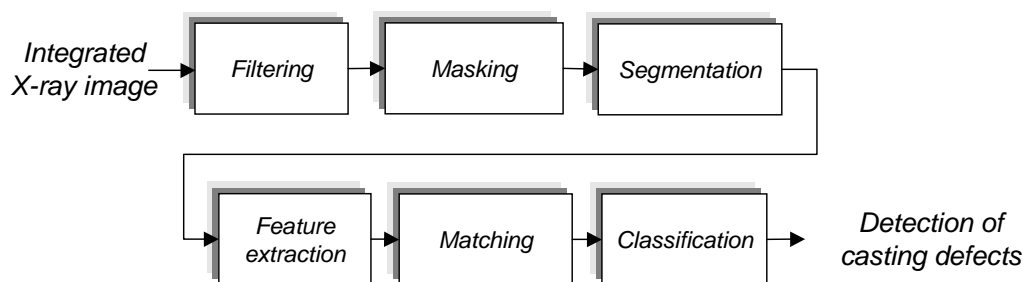 Integrated
X-ray image
Filtering
Masking
Segmentation
Feature
extraction
Matching
Classification
Detection of
casting defects